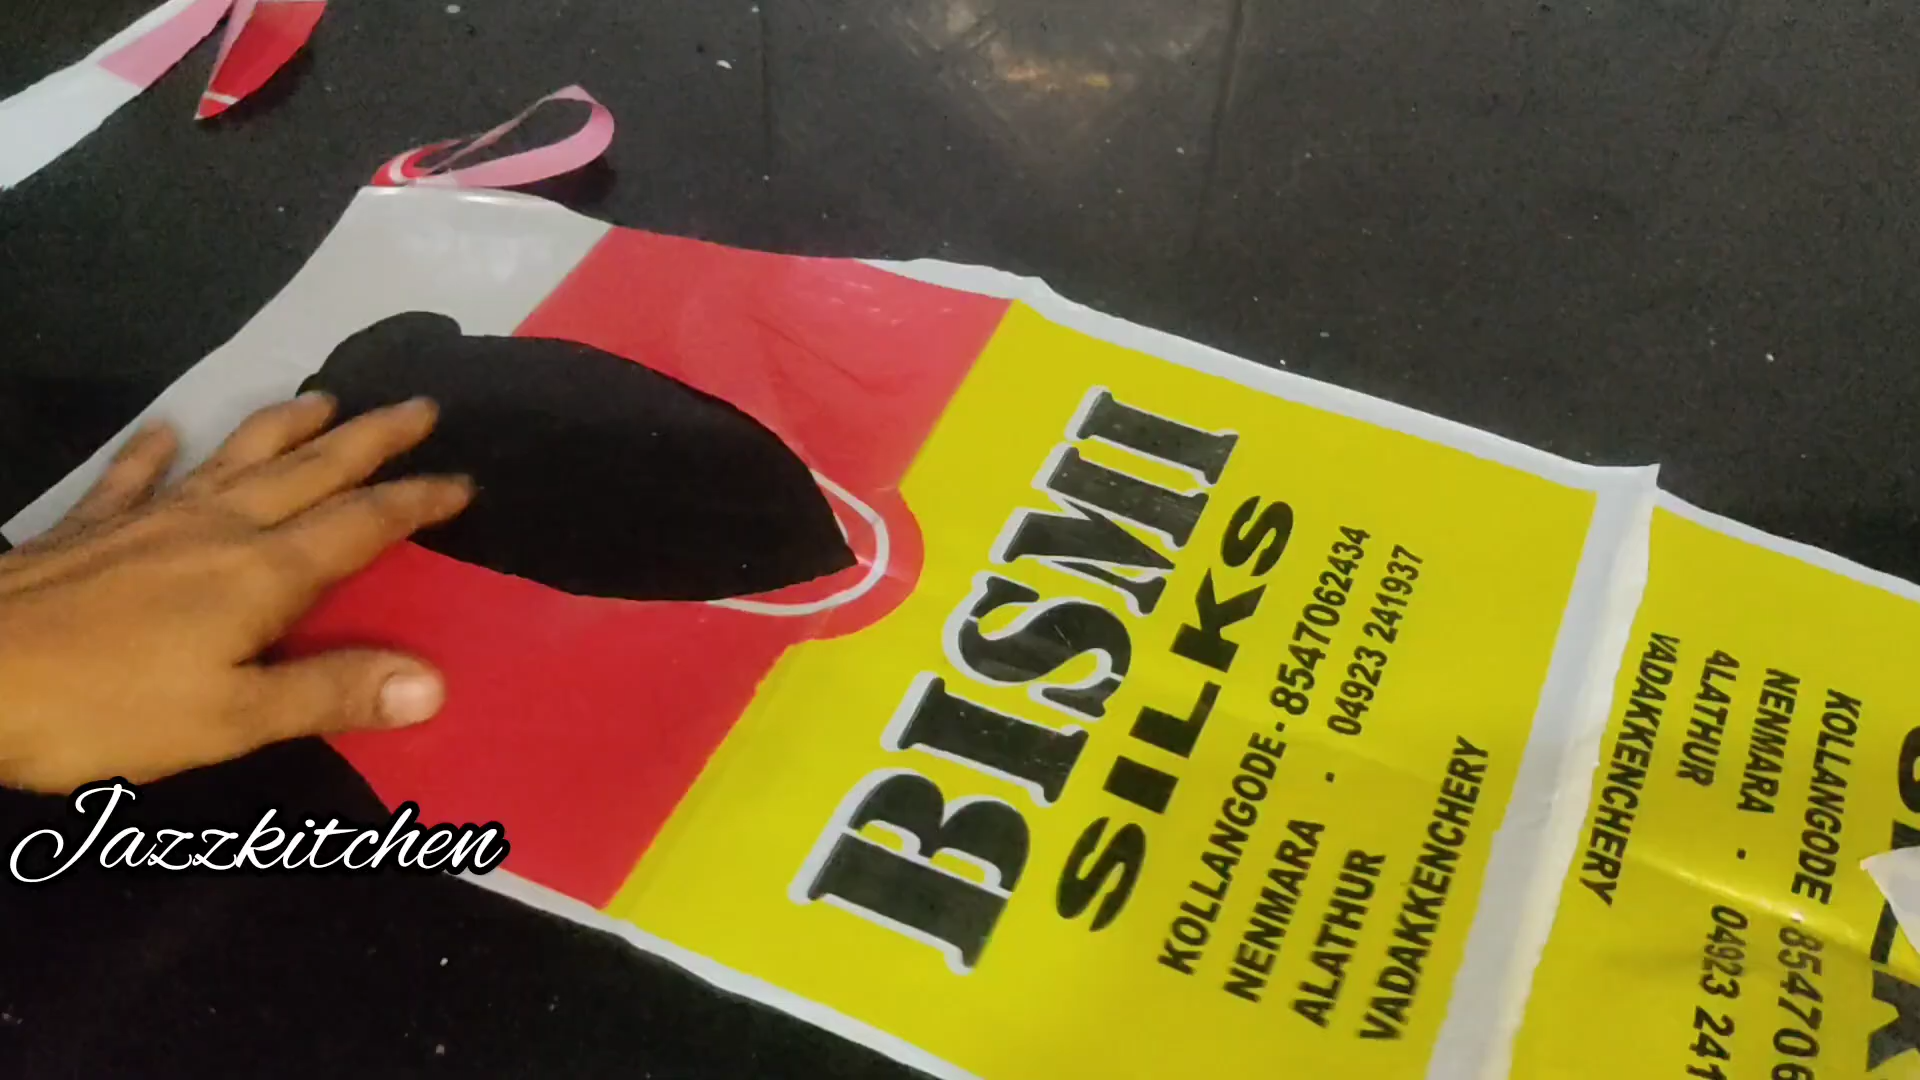 BISMI
SILKS
KOLLANGODE - 8547062434
NENMARA - 04923 241937
ALATHUR
VADAKKENCHERY
KOLLANGODE 854706
NENMARA - 04923 241
ALATHUR
VADAKKENCHERY
Jazzkitchen